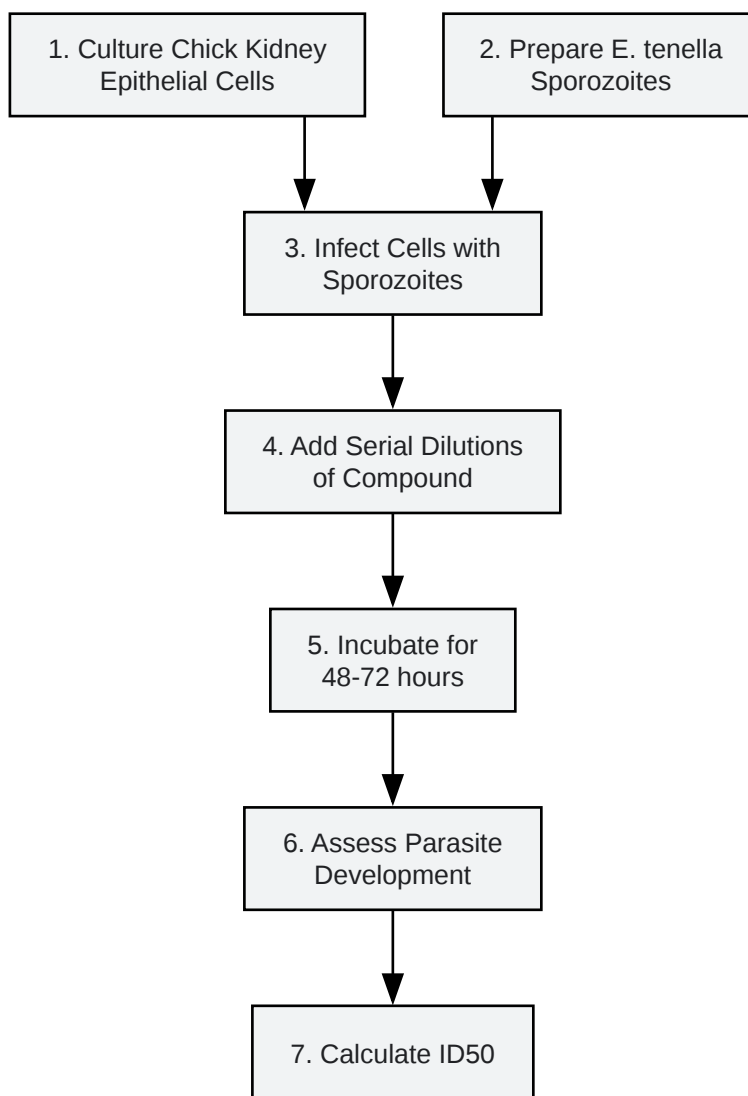 1. Culture Chick Kidney
Epithelial Cells
2. Prepare E. tenella
Sporozoites
3. Infect Cells with
Sporozoites
4. Add Serial Dilutions
of Compound
5. Incubate for
48-72 hours
6. Assess Parasite
Development
7. Calculate ID50